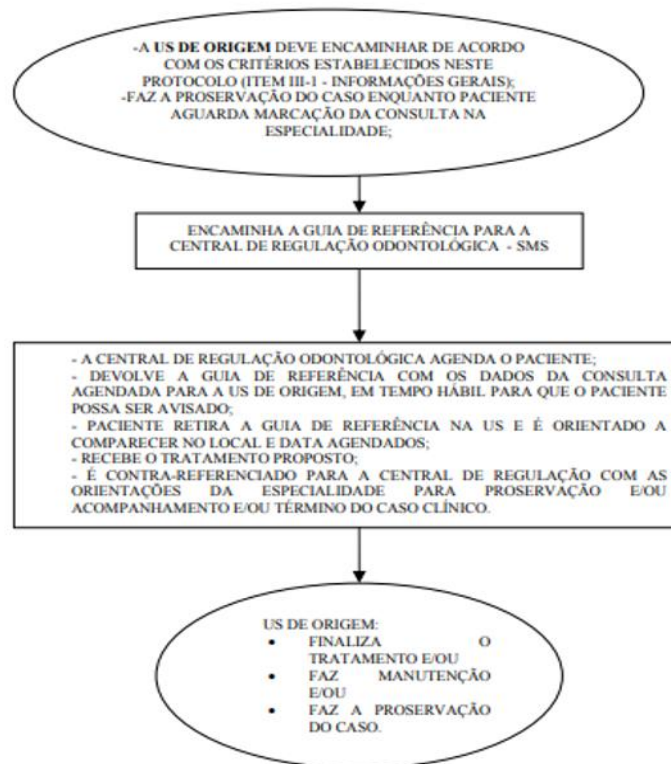 -A US DE ORIGEM DEVE ENCAMINHAR DE ACORDO
COM OS CRITÉRIOS ESTABELECIDOS NESTE
PROTOCOLO (ITEM III-1 - INFORMAÇÕES GERAIS);
-FAZ A PROSERVAÇÃO DO CASO ENQUANTO PACIENTE
AGUARDA MARCAÇÃO DA CONSULTA NA
ESPECIALIDADE;
ENCAMINHA A GUIA DE REFERÊNCIA PARA A
CENTRAL DE REGULAÇÃO ODONTOLÓGICA - SMS
- A CENTRAL DE REGULAÇÃO ODONTOLÓGICA AGENDA O PACIENTE;
- DEVOLVE A GUIA DE REFERÊNCIA COM OS DADOS DA CONSULTA
AGENDADA PARA A US DE ORIGEM, EM TEMPO HÁBIL PARA QUE O PACIENTE
POSSA SER AVISADO;
- PACIENTE RETIRA A GUIA DE REFERÊNCIA NA US E É ORIENTADO A
COMPARECER NO LOCAL E DATA AGENDADOS;
- RECEBE O TRATAMENTO PROPOSTO;
- É CONTRA-REFERENCIADO PARA A CENTRAL DE REGULAÇÃO COM AS
ORIENTAÇÕES DA ESPECIALIDADE PARA PROSERVAÇÃO E/OU
ACOMPANHAMENTO E/OU TÉRMINO DO CASO CLÍNICO.
US DE ORIGEM:
• FINALIZA O
TRATAMENTO E/OU
• FAZ MANUTENÇÃO
E/OU
• FAZ A PROSERVAÇÃO
DO CASO.